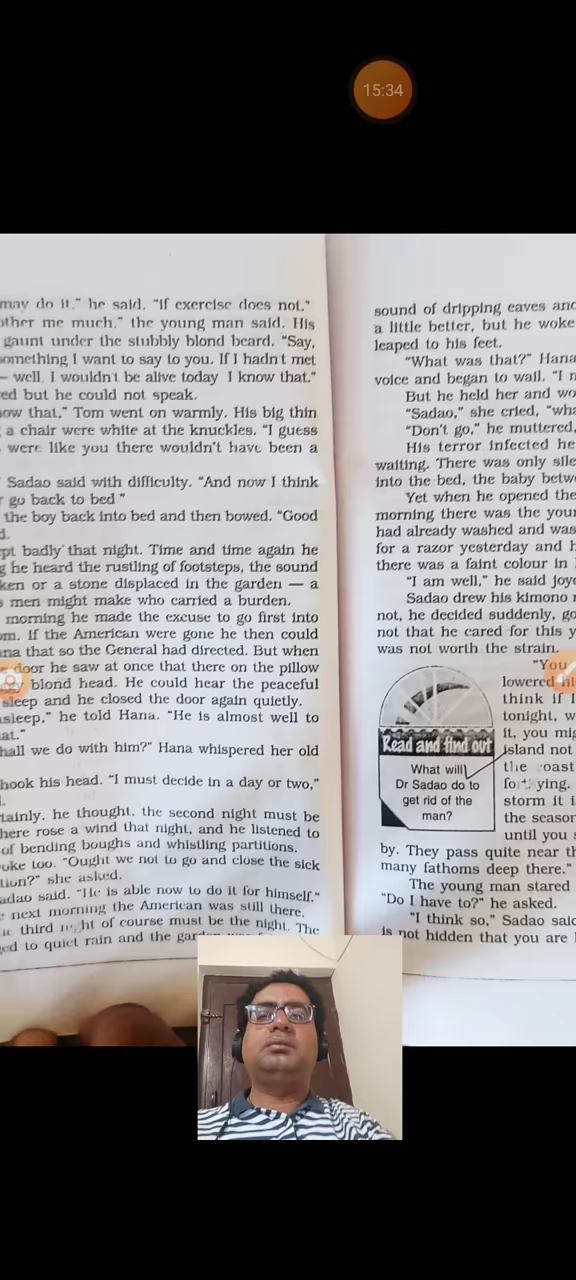 15:34
may do it," he said. "if exercise does not."
other me much," the young man said. His
gaunt under the stubbly blond beard. "Say,
something I want to say to you. If I hadn't met
— well, I wouldn't be alive today I know that."
ed but he could not speak.
ow that," Tom went on warmly. His big thin
a chair were white at the knuckles. "I guess
were like you there wouldn't have been a
Sadao said with difficulty. "And now I think
go back to bed"
the boy back into bed and then bowed. "Good
d.
ept badly that night. Time and time again he
g he heard the rustling of footsteps, the sound
ken or a stone displaced in the garden — a
s men might make who carried a burden.
morning he made the excuse to go first into
om. If the American were gone he then could
ana that so the General had directed. But when
door he saw at once that there on the pillow
blond head. He could hear the peaceful
sleep and he closed the door again quietly.
asleep," he told Hana. "He is almost well to
at."
hall we do with him?" Hana whispered her old
hook his head. "I must decide in a day or two,"
tainly, he thought, the second night must be
here rose a wind that night, and he listened to
of bending boughs and whistling partitions.
oke too. "Ought we not to go and close the sick
tion?" she asked.
adao said. "He is able now to do it for himself."
next morning the American was still there.
third night of course must be the night. The
ged to quiet rain and the
sound of dripping eaves and
a little better, but he woke
leaped to his feet.
"What was that?" Hana
voice and began to wail. "I
But he held her and wo
"Sadao," she cried, "wha
"Don't go," he muttered,
His terror infected he
waiting. There was only sile
into the bed, the baby betw
Yet when he opened the
morning there was the your
had already washed and was
for a razor yesterday and h
there was a faint colour in
"I am well," he said joyo
Sadao drew his kimono
not, he decided suddenly, go
not that he cared for this y
was not worth the strain.
"You
lowered his
think if I
tonight, w
it, you mig
island not
the coast
storm it i
the season
until you s
by. They pass quite near th
many fathoms deep there."
The young man stared
"Do I have to?" he asked.
"I think so," Sadao said
is not hidden that you are
Read and find out
What will
Dr Sadao do to
get rid of the
man?